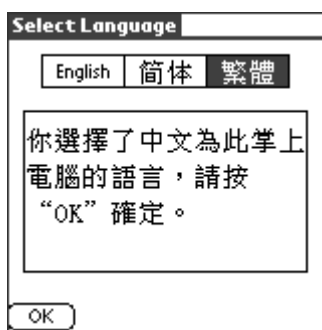 Select Language
English 简体 繁體
你選擇了中文為此掌上
電腦的語言，請按
“OK”確定。
OK